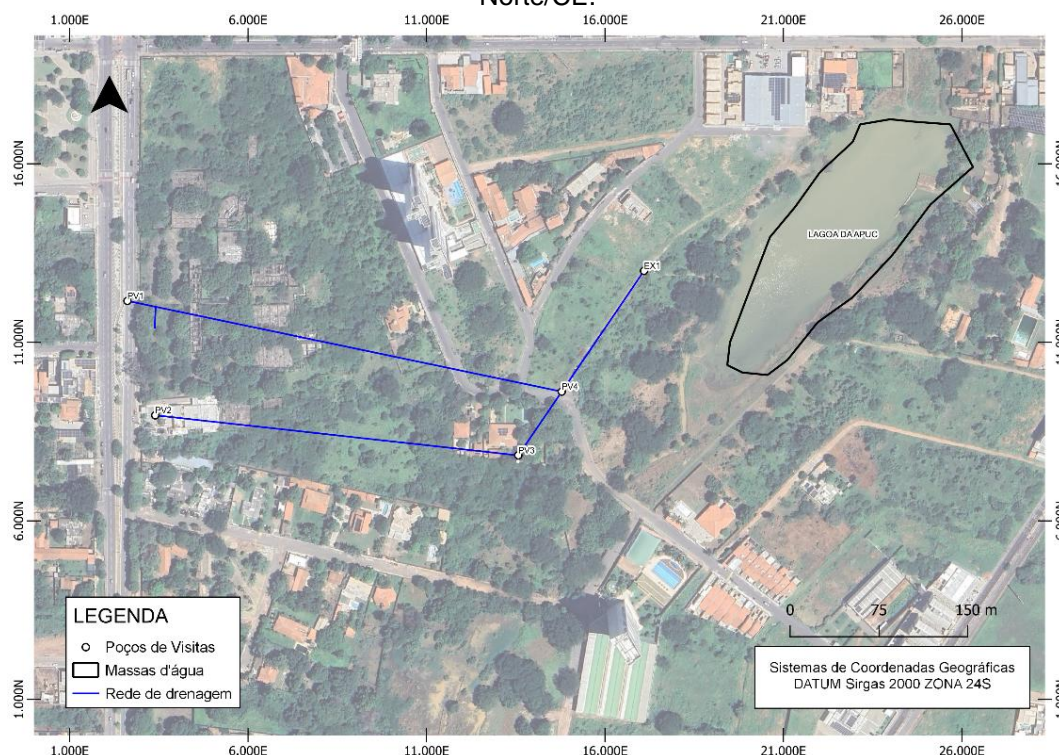 Norte/CE.
1.000E 6.000E 11.000E 16.000E 21.000E 26.000E
16.000N 16.000N
LAGOA DA APUC
EX1
PV1
11.000N 11.000N
PV4
PV2
PV3
6.000N 6.000N
LEGENDA
Poços de Visitas
Massas d'água
Rede de drenagem
0 75 150 m
Sistemas de Coordenadas Geográficas
DATUM Sirgas 2000 ZONA 24S
1.000N 1.000N
1.000E 6.000E 11.000E 16.000E 21.000E 26.000E